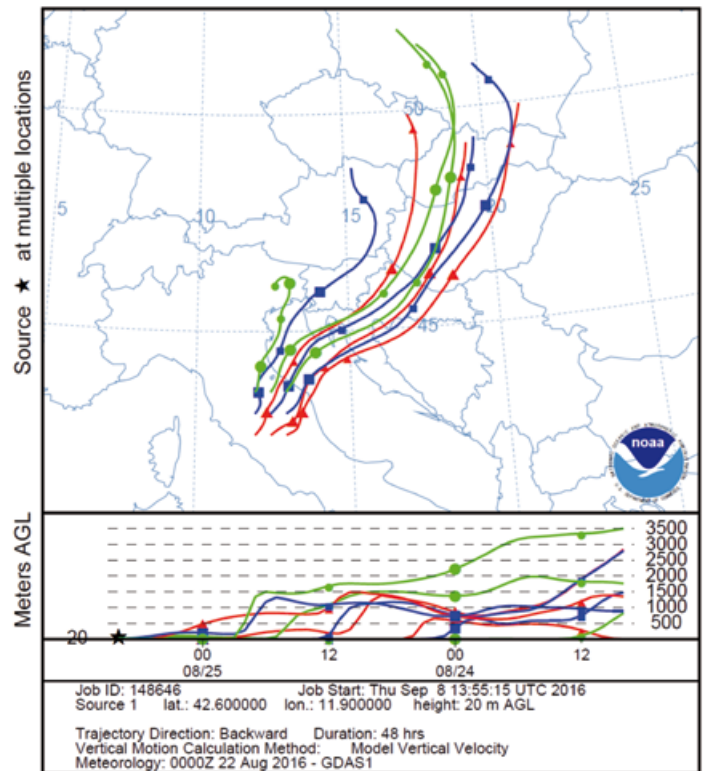 Source ★ at multiple locations
50
5
10
15
20
25
45
noaa
Meters AGL
3500
3000
2500
2000
1500
1000
500
20
00 12 00 12
08/25 08/24
Job ID: 148646 Job Start: Thu Sep 8 13:55:15 UTC 2016
Source 1 lat.: 42.600000 lon.: 11.900000 height: 20 m AGL
Trajectory Direction: Backward Duration: 48 hrs
Vertical Motion Calculation Method: Model Vertical Velocity
Meteorology: 0000Z 22 Aug 2016 - GDAS1